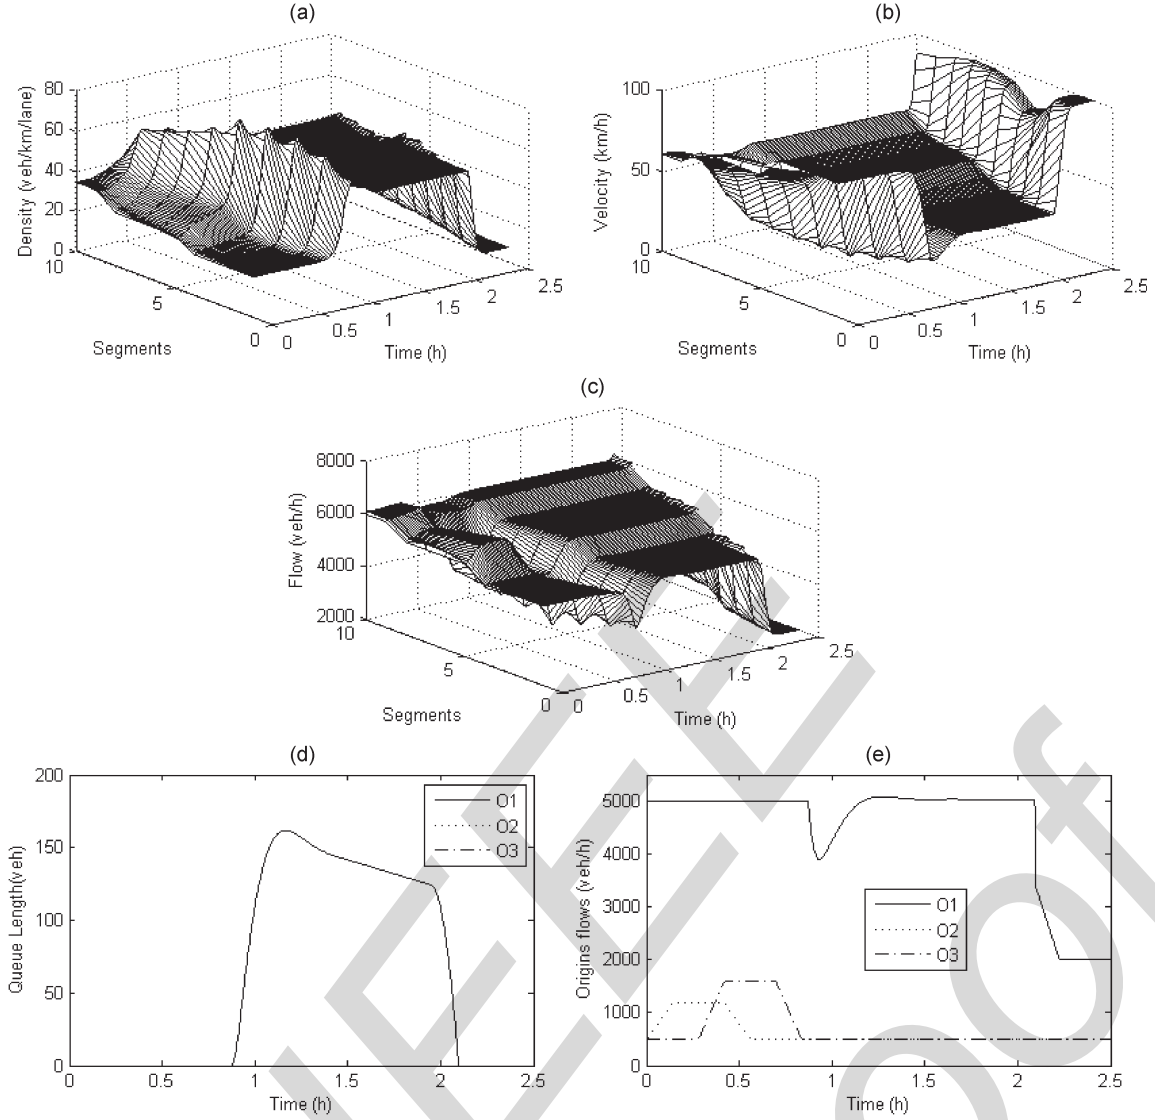 (a)
(b)
80
60
40
20
0
Density (veh/km/lane)
10
5
0
Segments
0
0.5
1
1.5
2
2.5
Time (h)
100
50
0
Velocity (km/h)
10
5
0
Segments
0
0.5
1
1.5
2
2.5
Time (h)
(c)
8000
6000
4000
2000
Flow (veh/h)
10
5
0
Segments
0
0.5
1
1.5
2
2.5
Time (h)
(d)
200
150
100
50
0
Queue Length(veh)
O1
O2
O3
0
0.5
1
1.5
2
2.5
Time (h)
(e)
5000
4000
3000
2000
1000
0
Origins flows (veh/h)
O1
O2
O3
0
0.5
1
1.5
2
2.5
Time (h)
IEEE
Proof